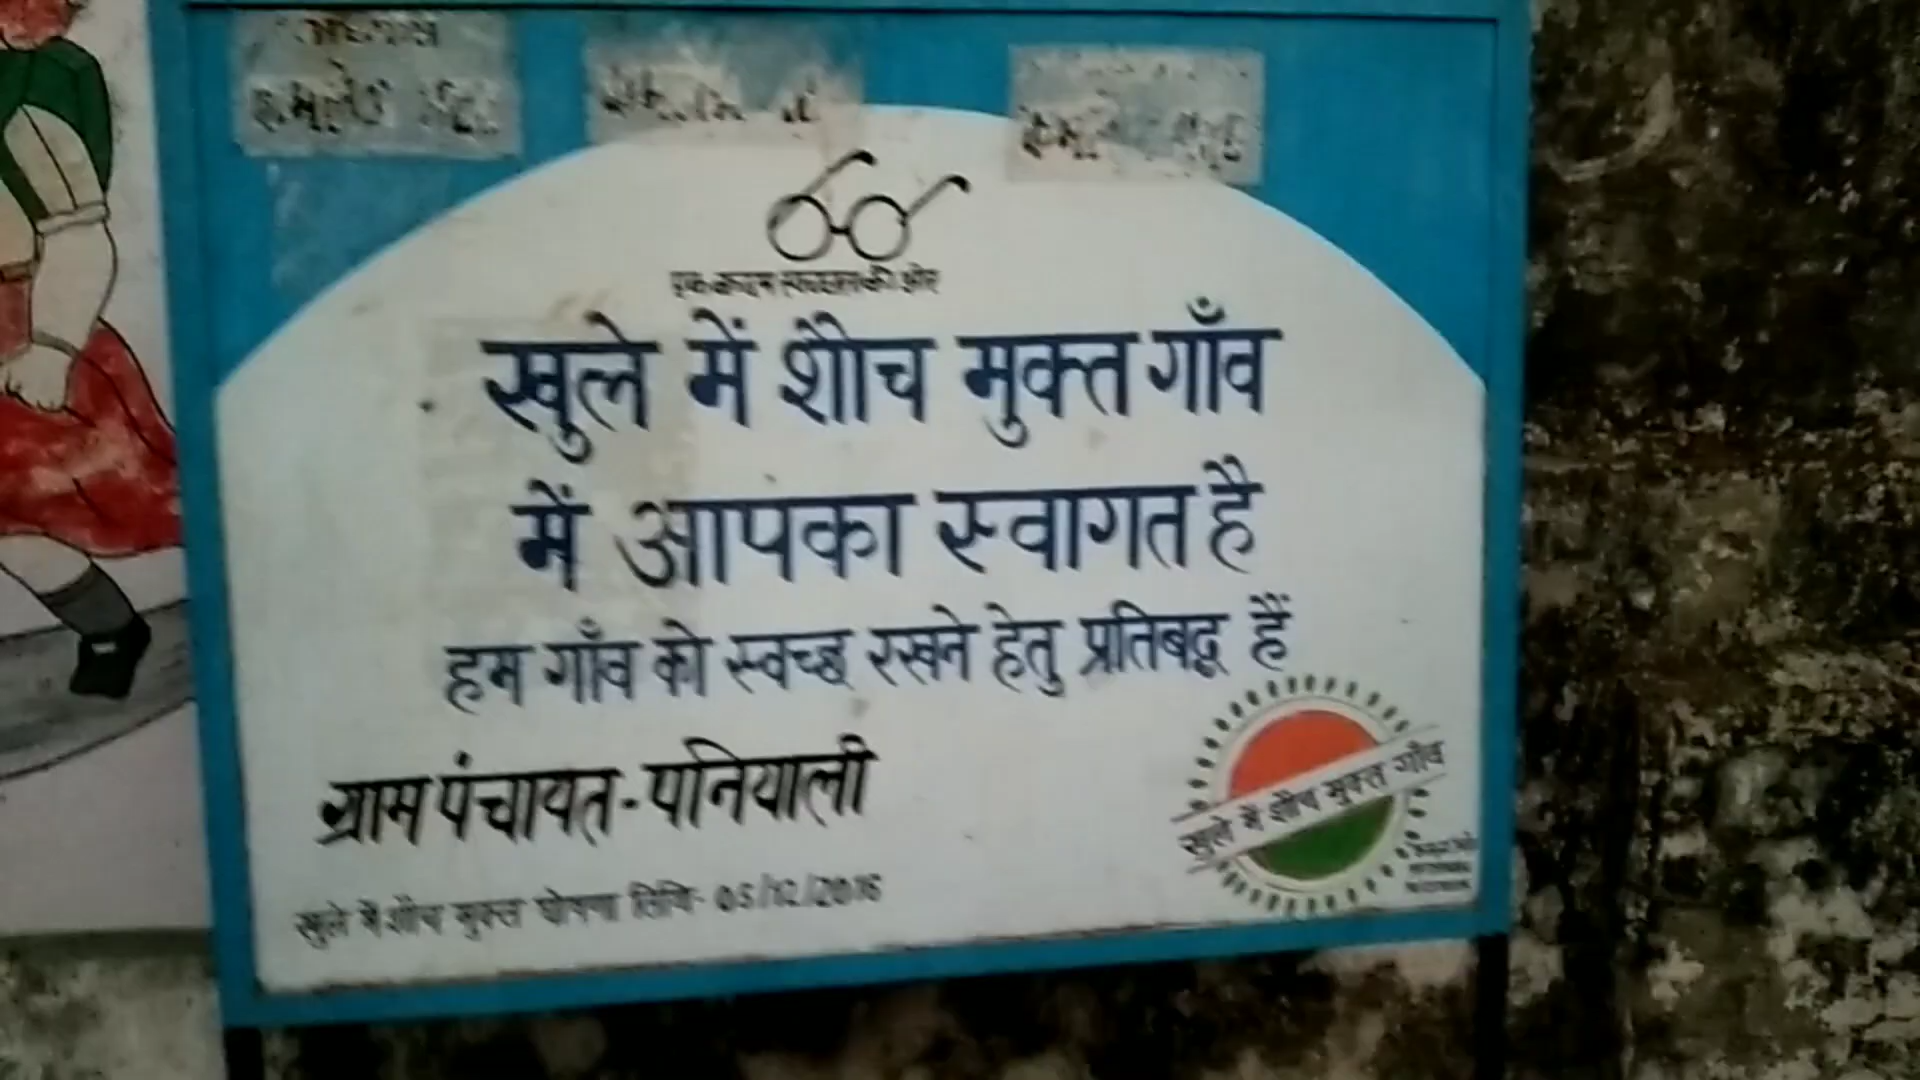 एक कदम स्वच्छता की ओर
खुले में शौच मुक्त गाँव
में आपका स्वागत है
हम गाँव को स्वच्छ रखने हेतु प्रतिबद्ध हैं
ग्राम पंचायत-पनियाली
खुले में शौच मुक्त गाँव
खुले में शौच मुक्त घोषणा तिथि- 05/12/2016